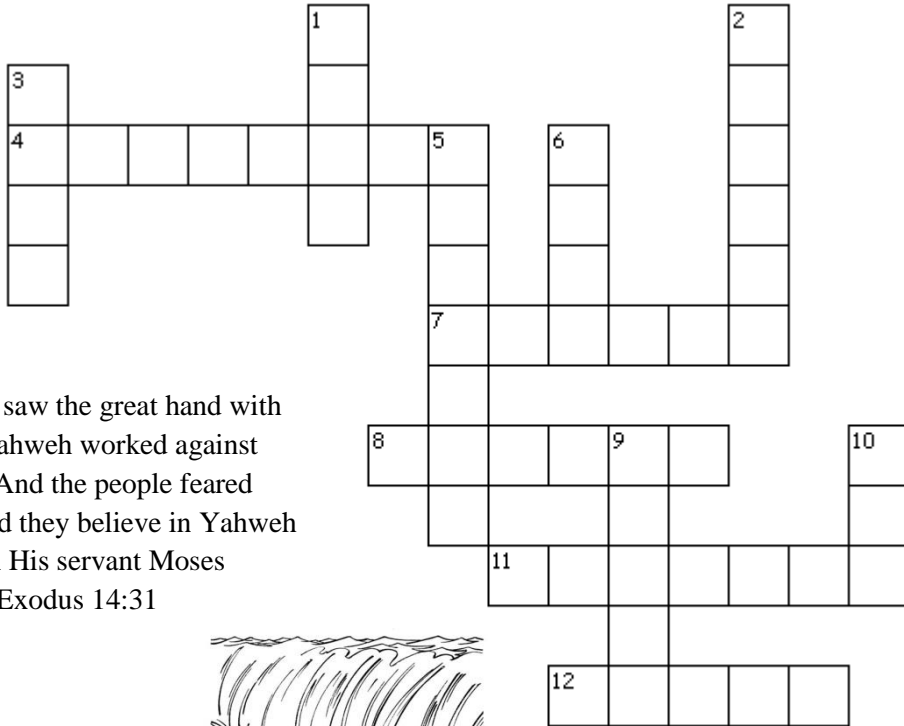 1
2
3
4
5
6
7
saw the great hand with
ahweh worked against
8
9
10
And the people feared
d they believe in Yahweh
His servant Moses
11
Exodus 14:31
12